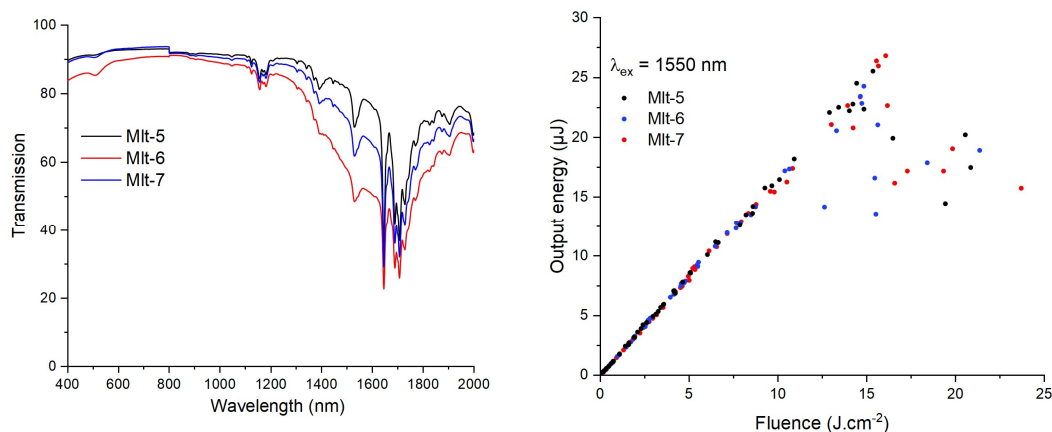 100
80
60
40
20
0
Transmission
Mlt-5
Mlt-6
Mlt-7
400 600 800 1000 1200 1400 1600 1800 2000
Wavelength (nm)
30
25
20
15
10
5
0
Output energy (µJ)
λex = 1550 nm
Mlt-5
Mlt-6
Mlt-7
0 5 10 15 20 25
Fluence (J.cm-2)